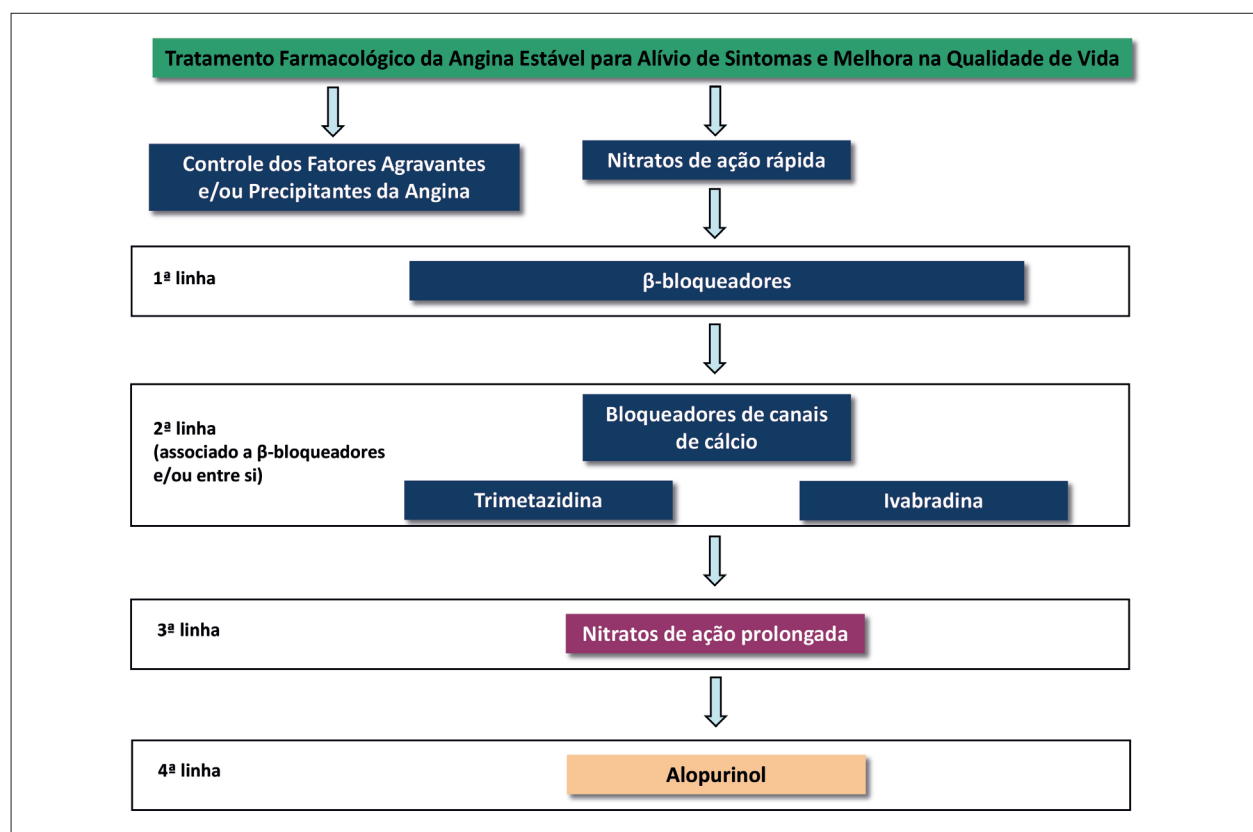 Tratamento Farmacológico da Angina Estável para Alívio de Sintomas e Melhora na Qualidade de Vida
Controle dos Fatores Agravantes
e/ou Precipitantes da Angina
Nitratos de ação rápida
1ª linha
β-bloqueadores
2ª linha
(associado a β-bloqueadores
e/ou entre si)
Bloqueadores de canais
de cálcio
Trimetazidina
Ivabradina
3ª linha
Nitratos de ação prolongada
4ª linha
Alopurinol